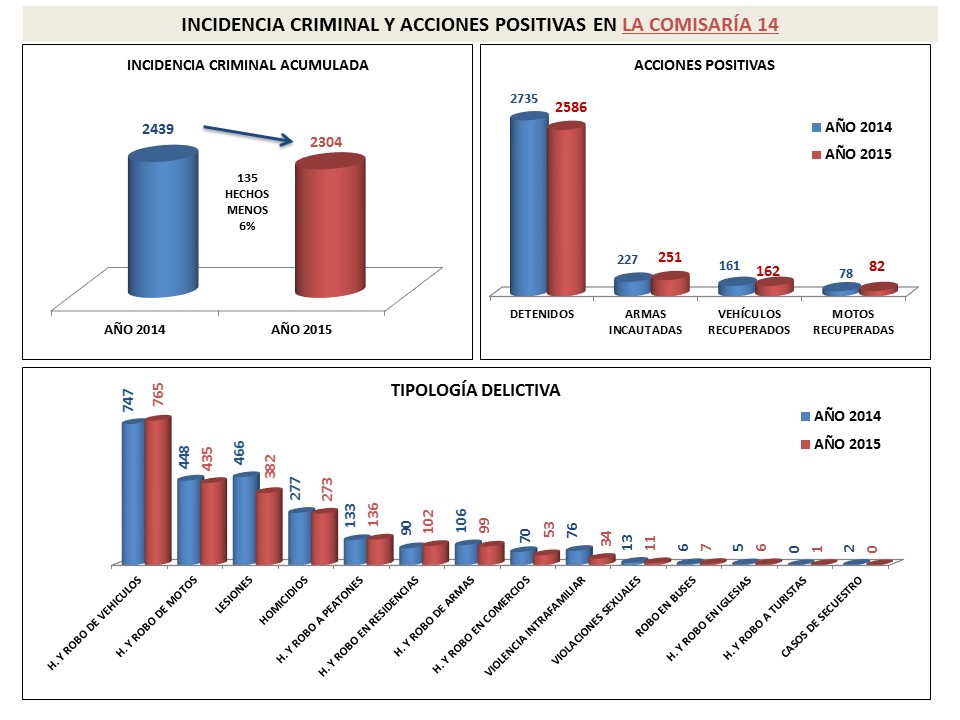 INCIDENCIA CRIMINAL Y ACCIONES POSITIVAS EN LA COMISARÍA 14
INCIDENCIA CRIMINAL ACUMULADA
2439
2304
135
HECHOS
MENOS
6%
AÑO 2014
AÑO 2015
ACCIONES POSITIVAS
2735
2586
AÑO 2014
AÑO 2015
227
251
161
162
78
82
DETENIDOS
ARMAS
INCAUTADAS
VEHÍCULOS
RECUPERADOS
MOTOS
RECUPERADAS
TIPOLOGÍA DELICTIVA
AÑO 2014
AÑO 2015
747
765
448
435
466
382
277
273
133
136
90
102
106
99
70
53
76
34
13
11
6
7
5
6
0
1
2
0
H. Y ROBO DE VEHICULOS
H. Y ROBO DE MOTOS
LESIONES
HOMICIDIOS
H. Y ROBO A PEATONES
H. Y ROBO EN RESIDENCIAS
H. Y ROBO DE ARMAS
H. Y ROBO EN COMERCIOS
VIOLENCIA INTRAFAMILIAR
VIOLACIONES SEXUALES
ROBO EN BUSES
H. Y ROBO EN IGLESIAS
H. Y ROBO A TURISTAS
CASOS DE SECUESTRO